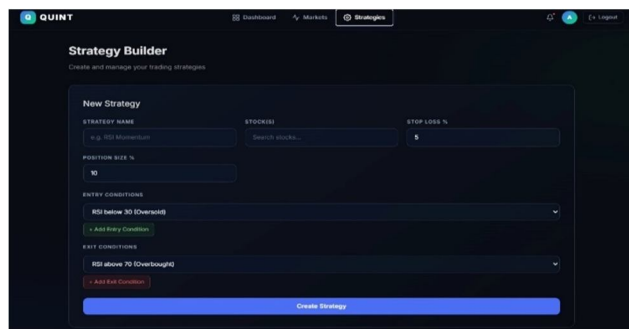 Q QUINT Dashboard Markets Strategies A Logout
Strategy Builder
Create and manage your trading strategies
New Strategy
STRATEGY NAME STOCK(S) STOP LOSS %
e.g. RSI Momentum Search stocks... 5
POSITION SIZE %
10
ENTRY CONDITIONS
RSI below 30 (Oversold)
+ Add Entry Condition
EXIT CONDITIONS
RSI above 70 (Overbought)
+ Add Exit Condition
Create Strategy